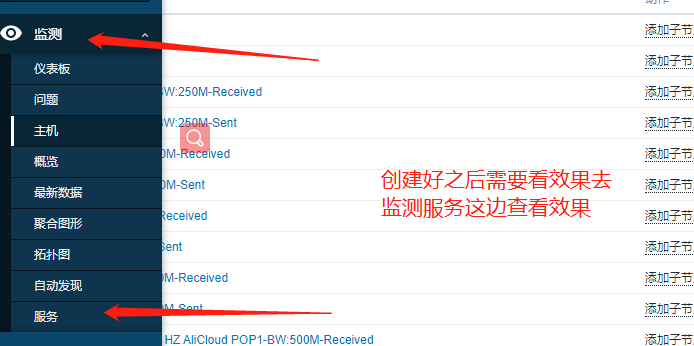 监测
仪表板
问题
主机
概览
最新数据
聚合图形
拓扑图
自动发现
服务
BW:250M-Received
BW:250M-Sent
0M-Received
0M-Sent
Received
Sent
0M-Received
0M-Sent
HZ AliCloud POP1-BW:500M-Received
添加子节
添加子节
添加子节
添加子节
添加子节
添加子节
添加子节
添加子节
添加子节
添加子节
添加子节
创建好之后需要看效果去
监测服务这边查看效果